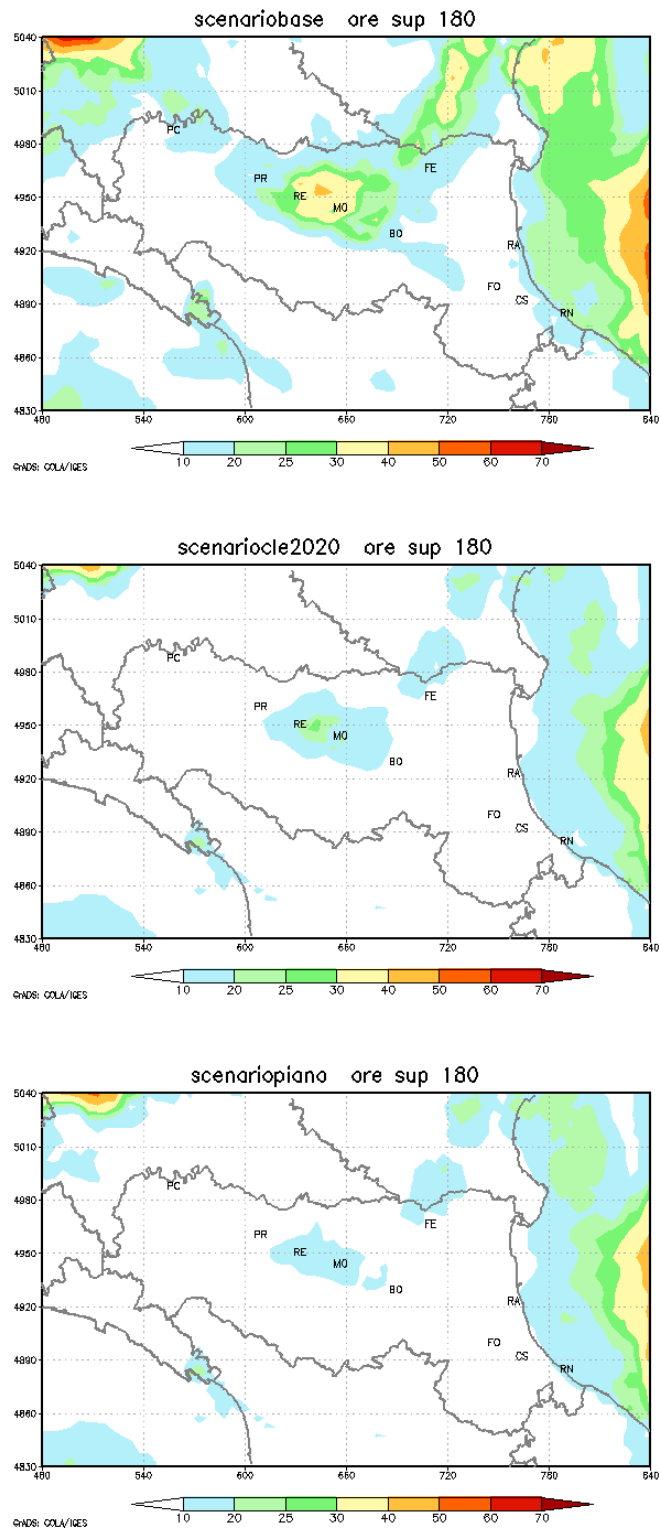 scenariobase ore sup 180
5040
5010
PC
4980
FE
PR
4950
RE
MO
BO
4920
RA
FO
4890
CS
RN
4860
4830
480 540 600 660 720 780 840
10 20 25 30 40 50 60 70
GrADS: COLA/IGES
scenariocle2020 ore sup 180
5040
5010
PC
4980
FE
PR
4950
RE
MO
BO
4920
RA
FO
4890
CS
RN
4860
4830
480 540 600 660 720 780 840
10 20 25 30 40 50 60 70
GrADS: COLA/IGES
scenariopiano ore sup 180
5040
5010
PC
4980
FE
PR
4950
RE
MO
BO
4920
RA
FO
4890
CS
RN
4860
4830
480 540 600 660 720 780 840
10 20 25 30 40 50 60 70
GrADS: COLA/IGES